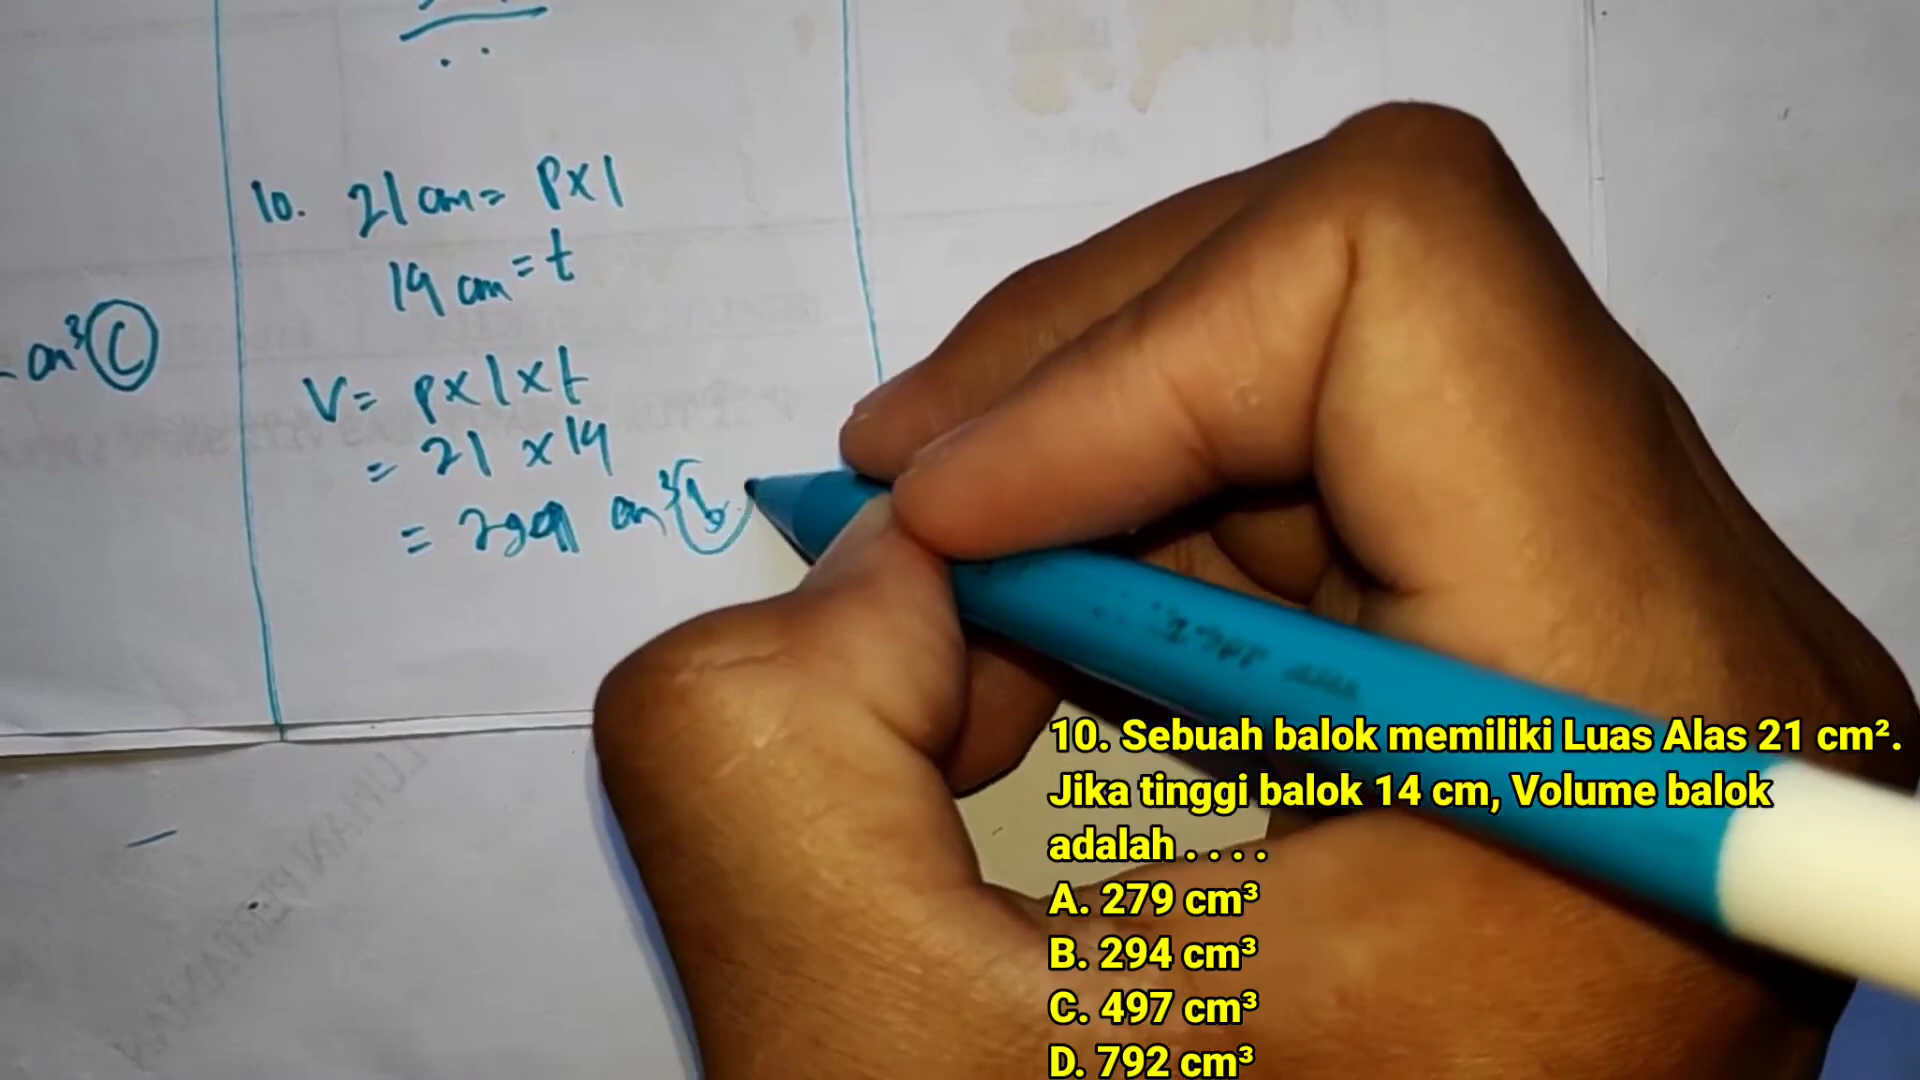 cm³ C
10. 21 cm = p x l
14 cm = t
V = p x l x t
= 21 x 14
= 294 cm³ b
10. Sebuah balok memiliki Luas Alas 21 cm².
Jika tinggi balok 14 cm, Volume balok
adalah . . . .
A. 279 cm³
B. 294 cm³
C. 497 cm³
D. 792 cm³